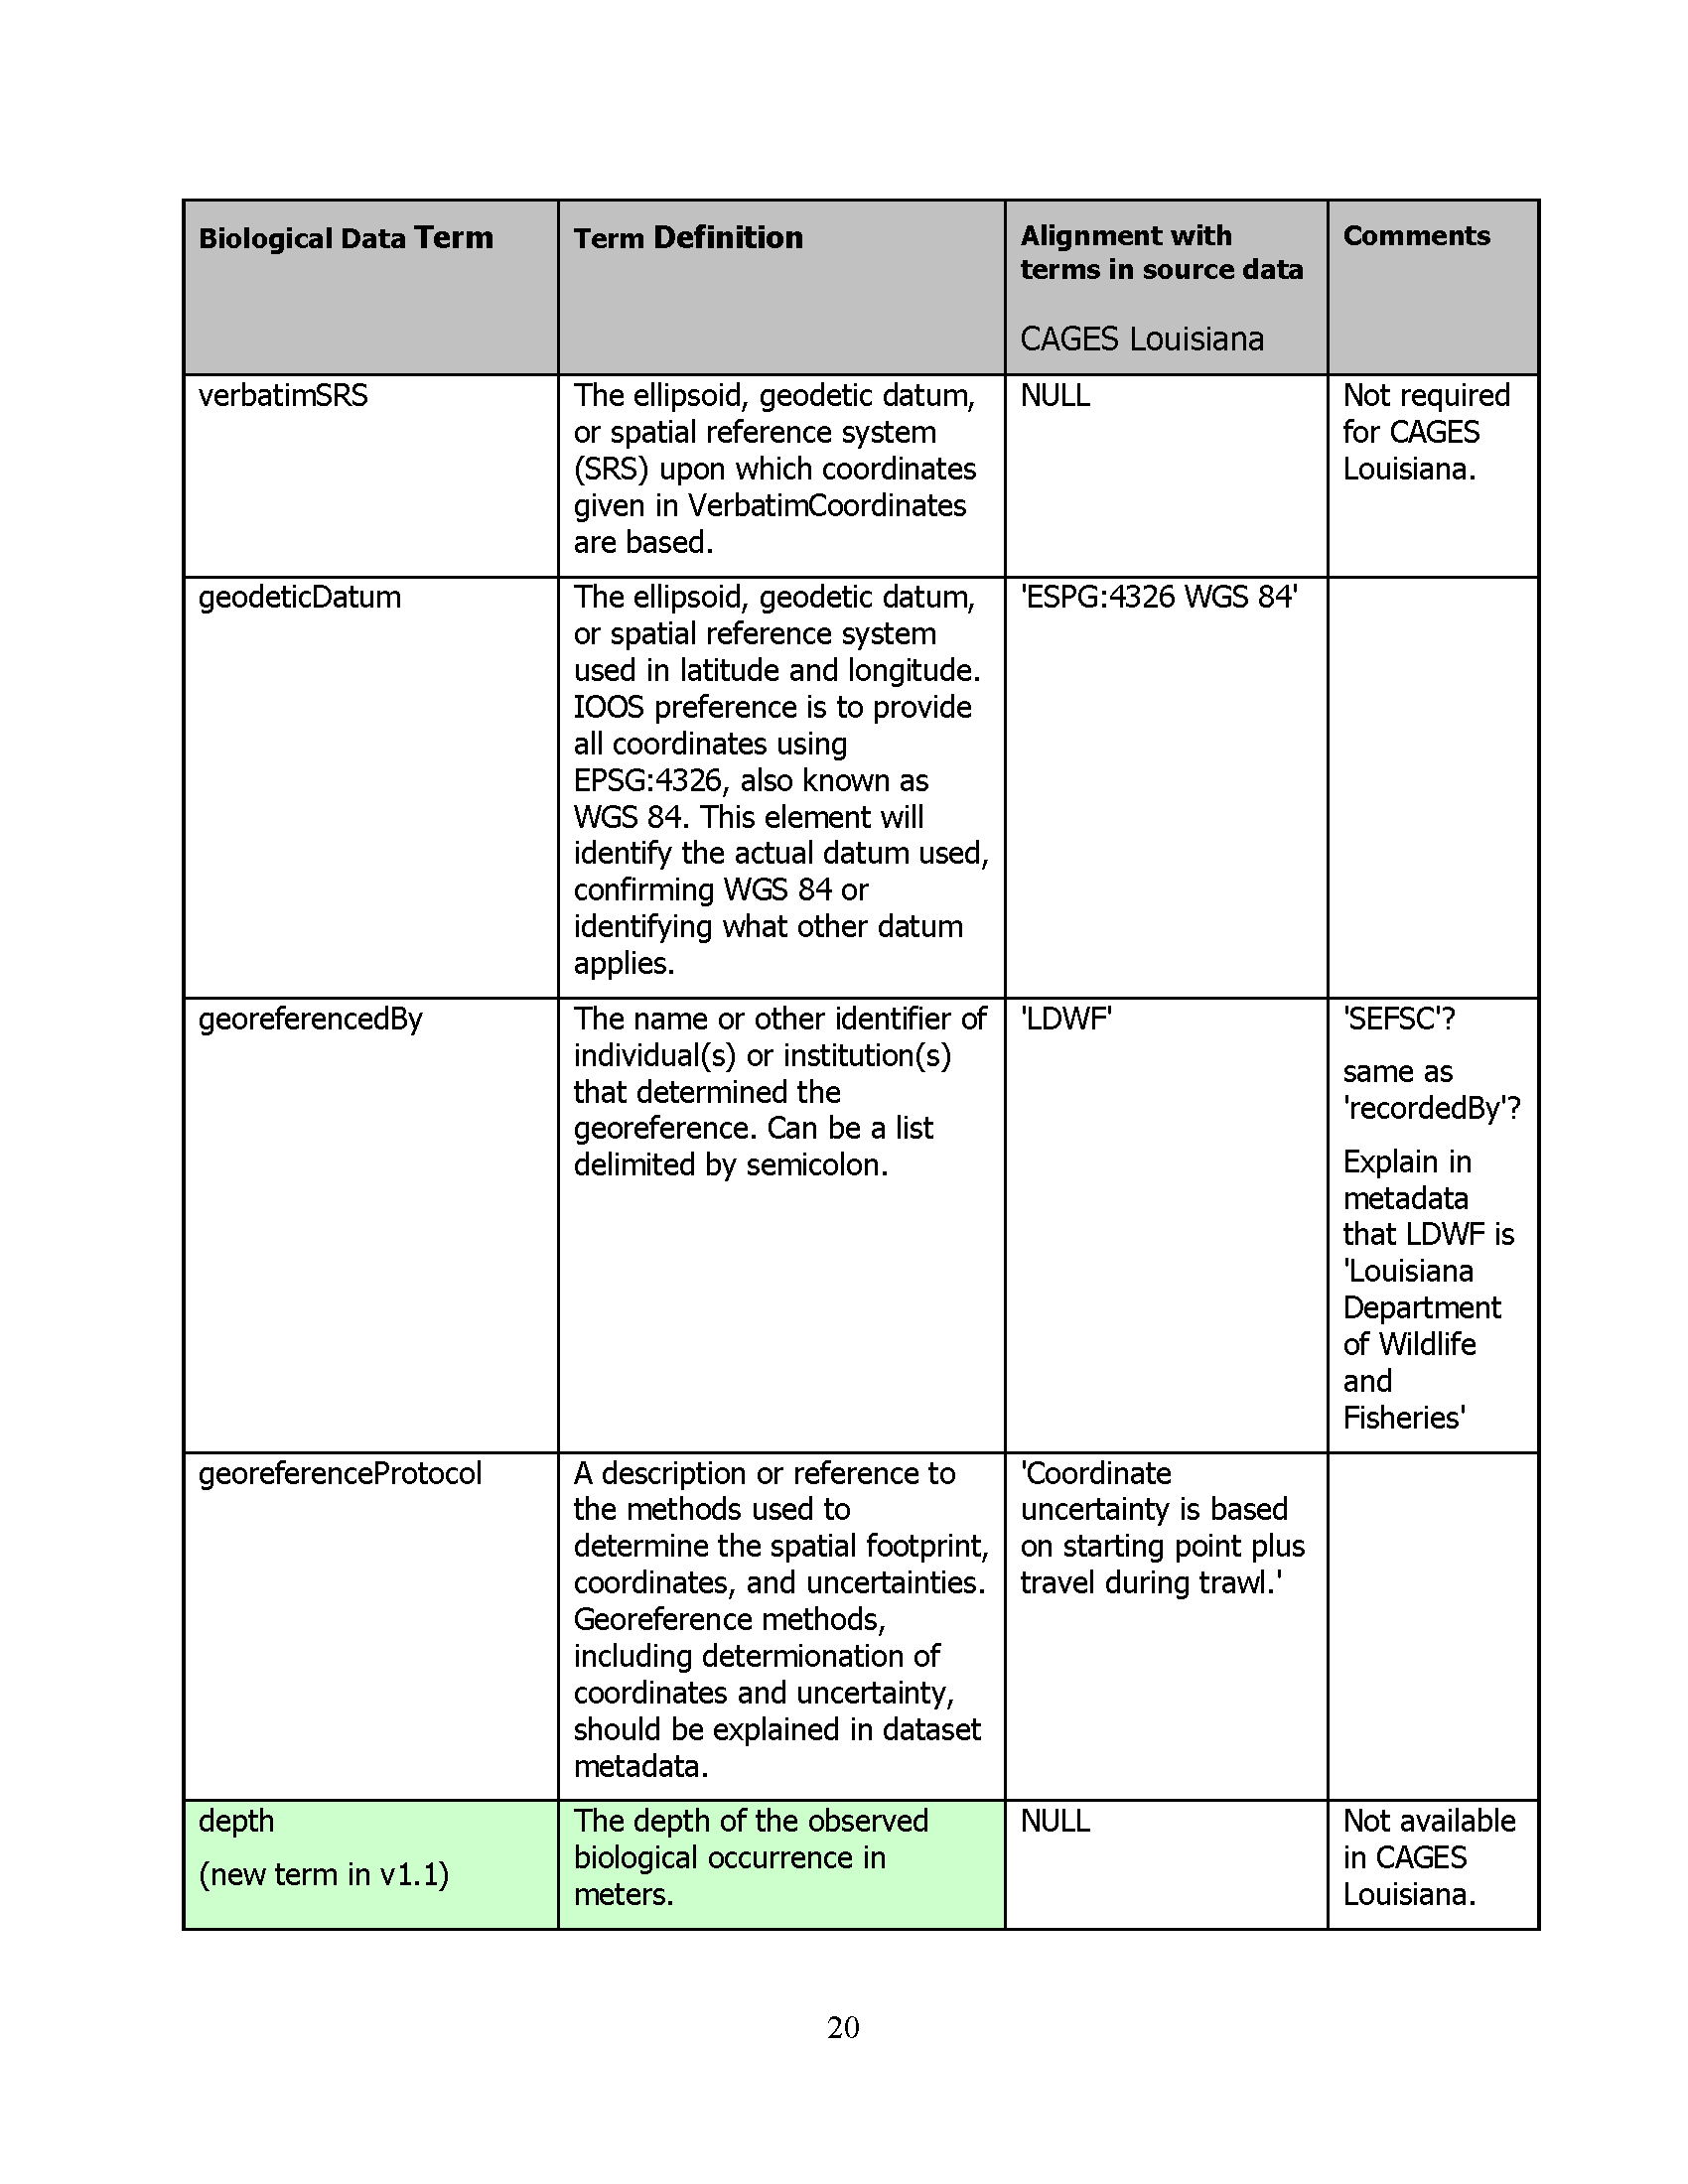 Biological Data Term
Term Definition
Alignment with
terms in source data
CAGES Louisiana
Comments
verbatimSRS
The ellipsoid, geodetic datum,
or spatial reference system
(SRS) upon which coordinates
given in VerbatimCoordinates
are based.
NULL
Not required
for CAGES
Louisiana.
geodeticDatum
The ellipsoid, geodetic datum,
or spatial reference system
used in latitude and longitude.
IOOS preference is to provide
all coordinates using
EPSG:4326, also known as
WGS 84. This element will
identify the actual datum used,
confirming WGS 84 or
identifying what other datum
applies.
'ESPG:4326 WGS 84'
georeferencedBy
The name or other identifier of
individual(s) or institution(s)
that determined the
georeference. Can be a list
delimited by semicolon.
'LDWF'
'SEFSC'?
same as
'recordedBy'?
Explain in
metadata
that LDWF is
'Louisiana
Department
of Wildlife
and
Fisheries'
georeferenceProtocol
A description or reference to
the methods used to
determine the spatial footprint,
coordinates, and uncertainties.
Georeference methods,
including determionation of
coordinates and uncertainty,
should be explained in dataset
metadata.
'Coordinate
uncertainty is based
on starting point plus
travel during trawl.'
depth
(new term in v1.1)
The depth of the observed
biological occurrence in
meters.
NULL
Not available
in CAGES
Louisiana.
20